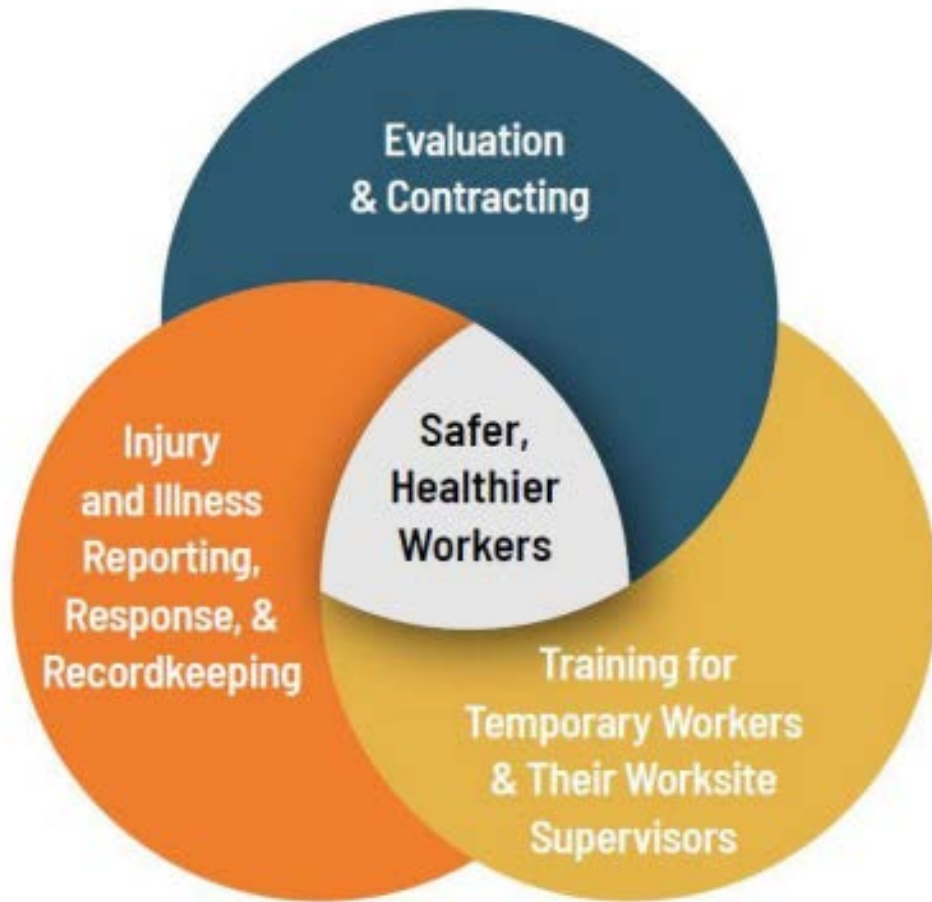 Evaluation
& Contracting
Safer,
Healthier
Workers
Injury
and Illness
Reporting,
Response, &
Recordkeeping
Training for
Temporary Workers
& Their Worksite
Supervisors